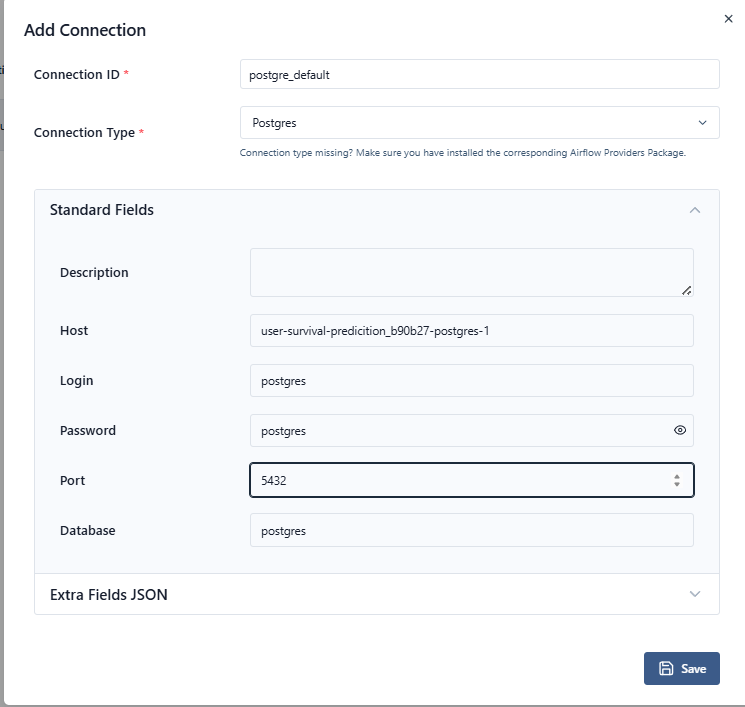 Add Connection
Connection ID *
postgre_default
Connection Type *
Postgres
Connection type missing? Make sure you have installed the corresponding Airflow Providers Package.
Standard Fields
Description
Host
user-survival-predicition_b90b27-postgres-1
Login
postgres
Password
postgres
Port
5432
Database
postgres
Extra Fields JSON
Save